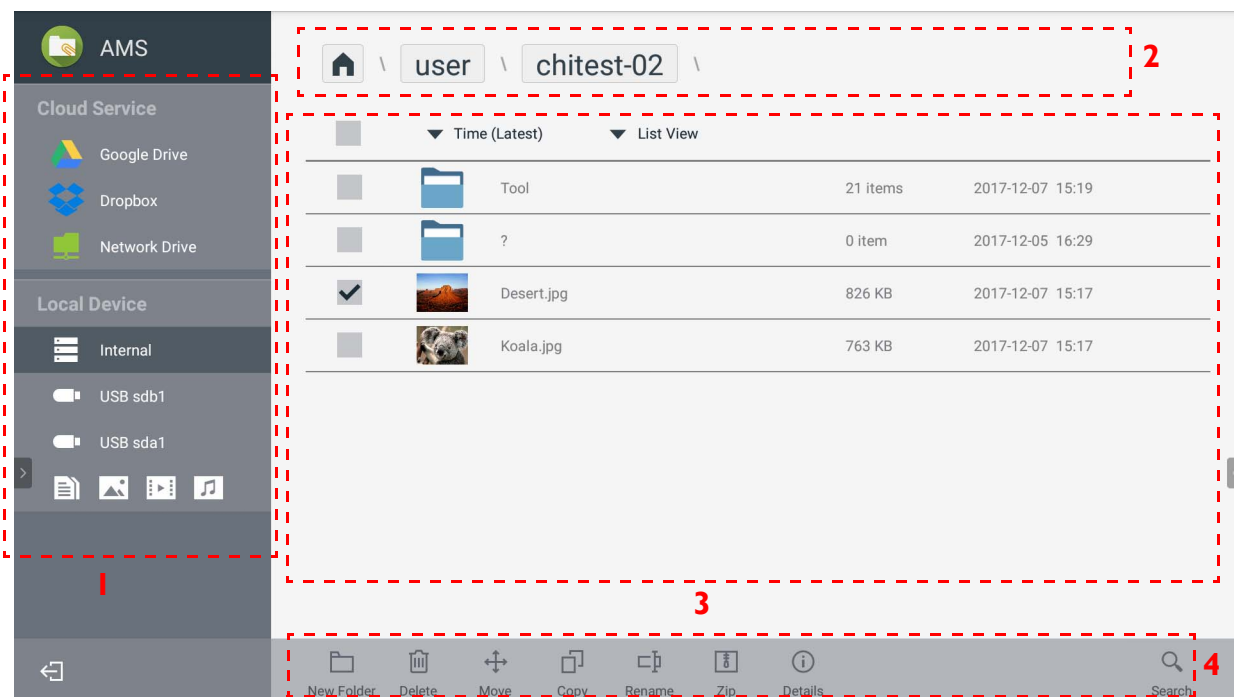 AMS
Cloud Service
Google Drive
Dropbox
Network Drive
Local Device
Internal
USB sdb1
USB sda1
1
\ user \ chitest-02 \
2
Time (Latest) List View
Tool 21 items 2017-12-07 15:19
? 0 item 2017-12-05 16:29
Desert.jpg 826 KB 2017-12-07 15:17
Koala.jpg 763 KB 2017-12-07 15:17
3
New Folder Delete Move Copy Rename Zip Details Search
4